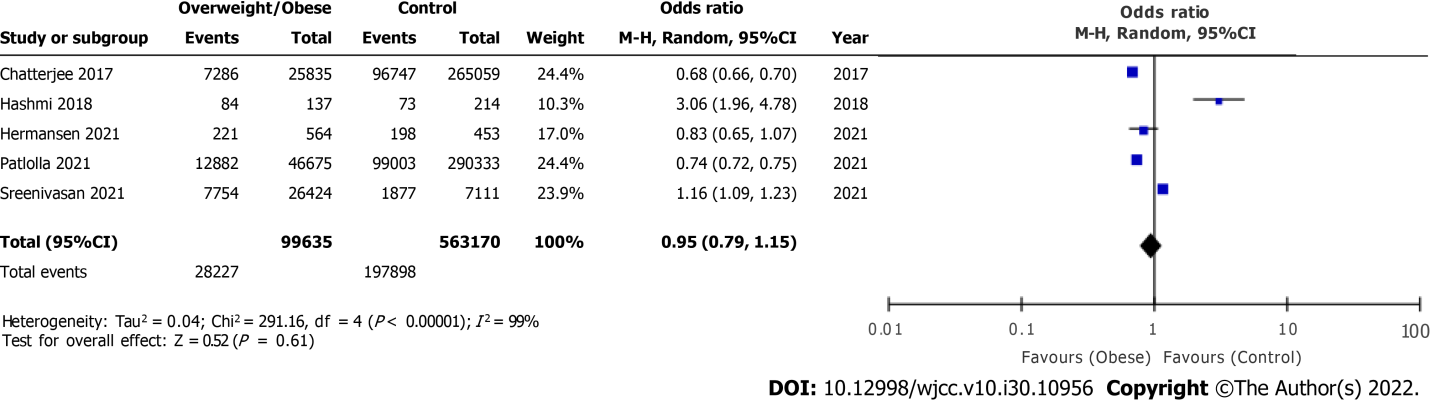 Overweight/Obese Control Odds ratio Odds ratio
Study or subgroup Events Total Events Total Weight M-H, Random, 95%CI Year M-H, Random, 95%CI
Chatterjee 2017 7286 25835 96747 265059 24.4% 0.68 (0.66, 0.70) 2017
Hashmi 2018 84 137 73 214 10.3% 3.06 (1.96, 4.78) 2018
Hermansen 2021 221 564 198 453 17.0% 0.83 (0.65, 1.07) 2021
Patlolla 2021 12882 46675 99003 290333 24.4% 0.74 (0.72, 0.75) 2021
Sreenivasan 2021 7754 26424 1877 7111 23.9% 1.16 (1.09, 1.23) 2021
Total (95%CI) 99635 563170 100% 0.95 (0.79, 1.15)
Total events 28227 197898
Heterogeneity: Tau² = 0.04; Chi² = 291.16, df = 4 (P < 0.00001); I² = 99%
Test for overall effect: Z = 0.52 (P = 0.61)
0.01 0.1 1 10 100
Favours (Obese) Favours (Control)
DOI: 10.12998/wjcc.v10.i30.10956 Copyright ©The Author(s) 2022.